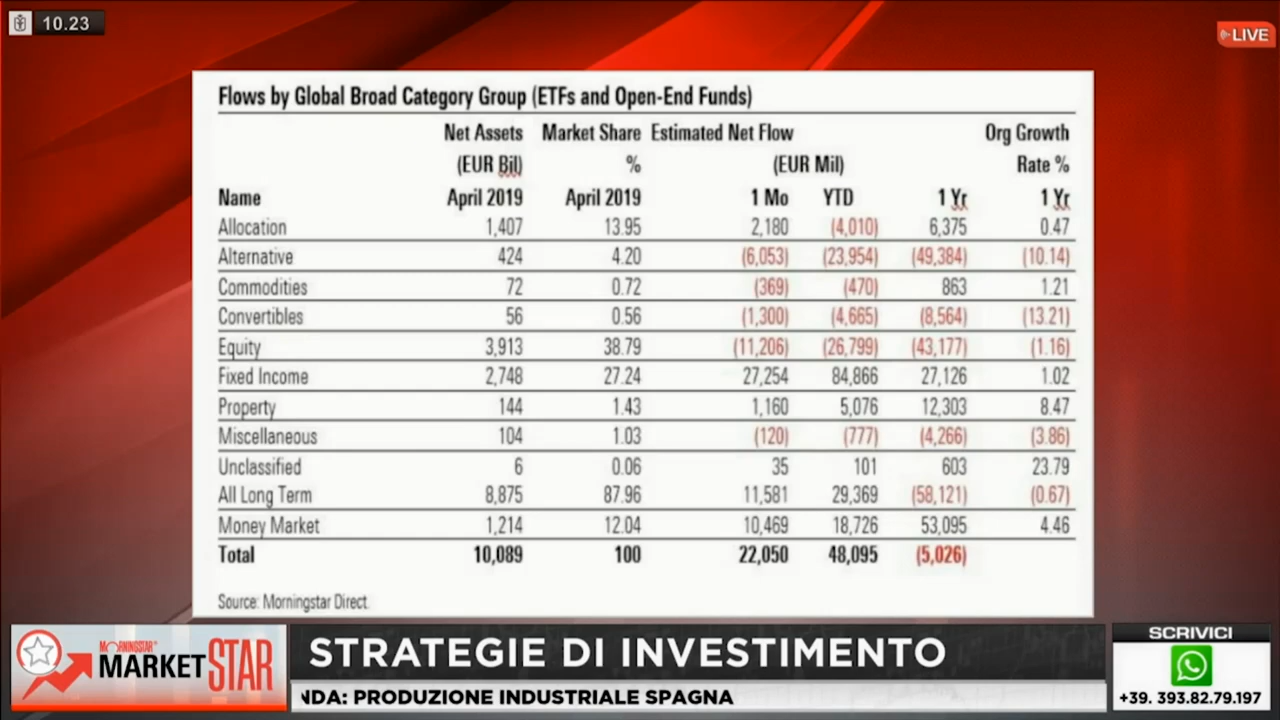 10.23
LIVE
Flows by Global Broad Category Group (ETFs and Open-End Funds)
Net Assets Market Share Estimated Net Flow Org Growth
(EUR Bil) % (EUR Mil) Rate %
Name April 2019 April 2019 1 Mo YTD 1 Yr 1 Yr
Allocation 1,407 13.95 2,180 (4,010) 6,375 0.47
Alternative 424 4.20 (6,053) (23,954) (49,384) (10.14)
Commodities 72 0.72 (369) (470) 863 1.21
Convertibles 56 0.56 (1,300) (4,665) (8,564) (13.21)
Equity 3,913 38.79 (11,206) (26,799) (43,177) (1.16)
Fixed Income 2,748 27.24 27,254 84,866 27,126 1.02
Property 144 1.43 1,160 5,076 12,303 8.47
Miscellaneous 104 1.03 (120) (777) (4,266) (3.86)
Unclassified 6 0.06 35 101 603 23.79
All Long Term 8,875 87.96 11,581 29,369 (58,121) (0.67)
Money Market 1,214 12.04 10,469 18,726 53,095 4.46
Total 10,089 100 22,050 48,095 (5,026)
Source: Morningstar Direct.
MORNINGSTAR
MARKET STAR
STRATEGIE DI INVESTIMENTO
NDA: PRODUZIONE INDUSTRIALE SPAGNA
SCRIVICI
+39. 393.82.79.197